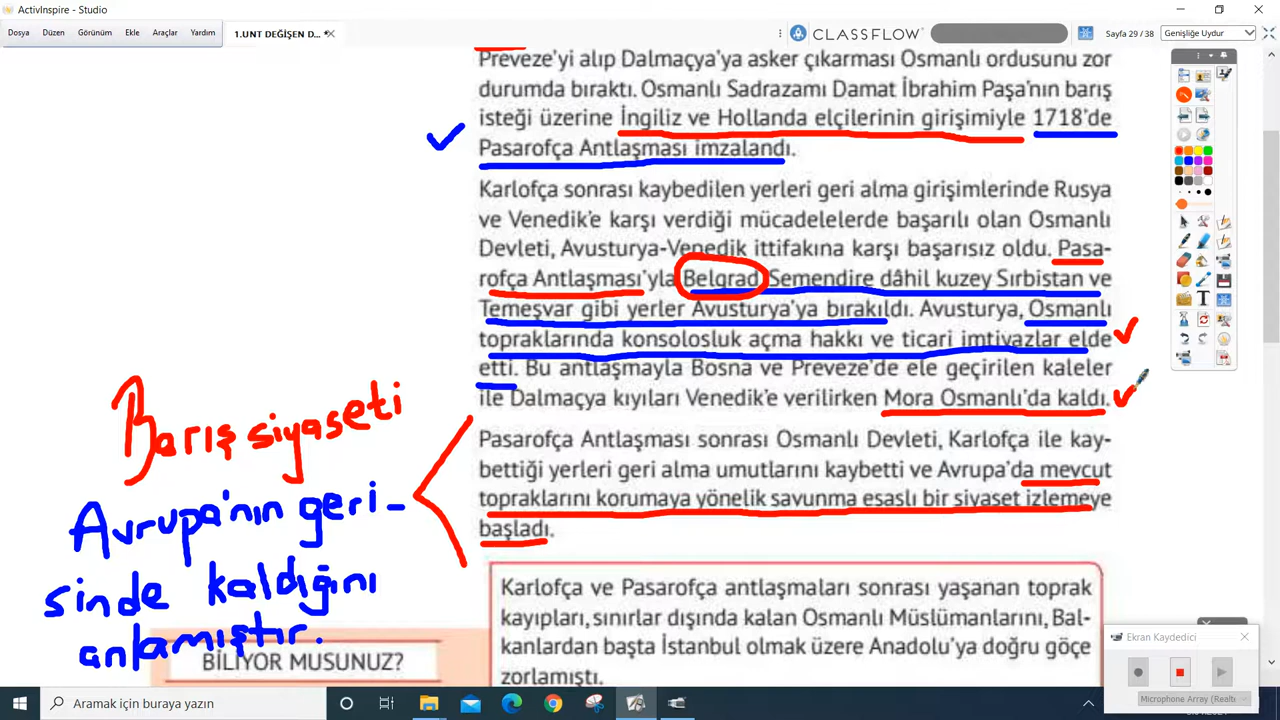 ActivInspire - Studio
Dosya Düzen Görünüm Ekle Araçlar Yardım
1.UNT DEĞİŞEN D...
CLASSFLOW
Sayfa 29 / 38
Genişliğe Uydur
Preveze'yi alıp Dalmaçya'ya asker çıkarması Osmanlı ordusunu zor
durumda bıraktı. Osmanlı Sadrazamı Damat İbrahim Paşa'nın barış
isteği üzerine İngiliz ve Hollanda elçilerinin girişimiyle 1718'de
Pasarofça Antlaşması imzalandı.
Karlofça sonrası kaybedilen yerleri geri alma girişimlerinde Rusya
ve Venedik'e karşı verdiği mücadelelerde başarılı olan Osmanlı
Devleti, Avusturya-Venedik ittifakına karşı başarısız oldu. Pasa-
rofça Antlaşması'yla Belgrad Semendire dâhil kuzey Sırbistan ve
Temeşvar gibi yerler Avusturya'ya bırakıldı. Avusturya, Osmanlı
topraklarında konsolosluk açma hakkı ve ticari imtiyazlar elde
etti. Bu antlaşmayla Bosna ve Preveze'de ele geçirilen kaleler
ile Dalmaçya kıyıları Venedik'e verilirken Mora Osmanlı'da kaldı.
Pasarofça Antlaşması sonrası Osmanlı Devleti, Karlofça ile kay-
bettiği yerleri geri alma umutlarını kaybetti ve Avrupa'da mevcut
topraklarını korumaya yönelik savunma esaslı bir siyaset izlemeye
başladı.
Barış siyaseti
Avrupa'nın geri-
sinde kaldığını
anlamıştır.
BİLİYOR MUSUNUZ?
Karlofça ve Pasarofça antlaşmaları sonrası yaşanan toprak
kayıpları, sınırlar dışında kalan Osmanlı Müslümanlarını, Bal-
kanlardan başta İstanbul olmak üzere Anadolu'ya doğru göçe
zorlamıştı.
Ekran Kaydedici
Microphone Array (Realt
Aramak için buraya yazın